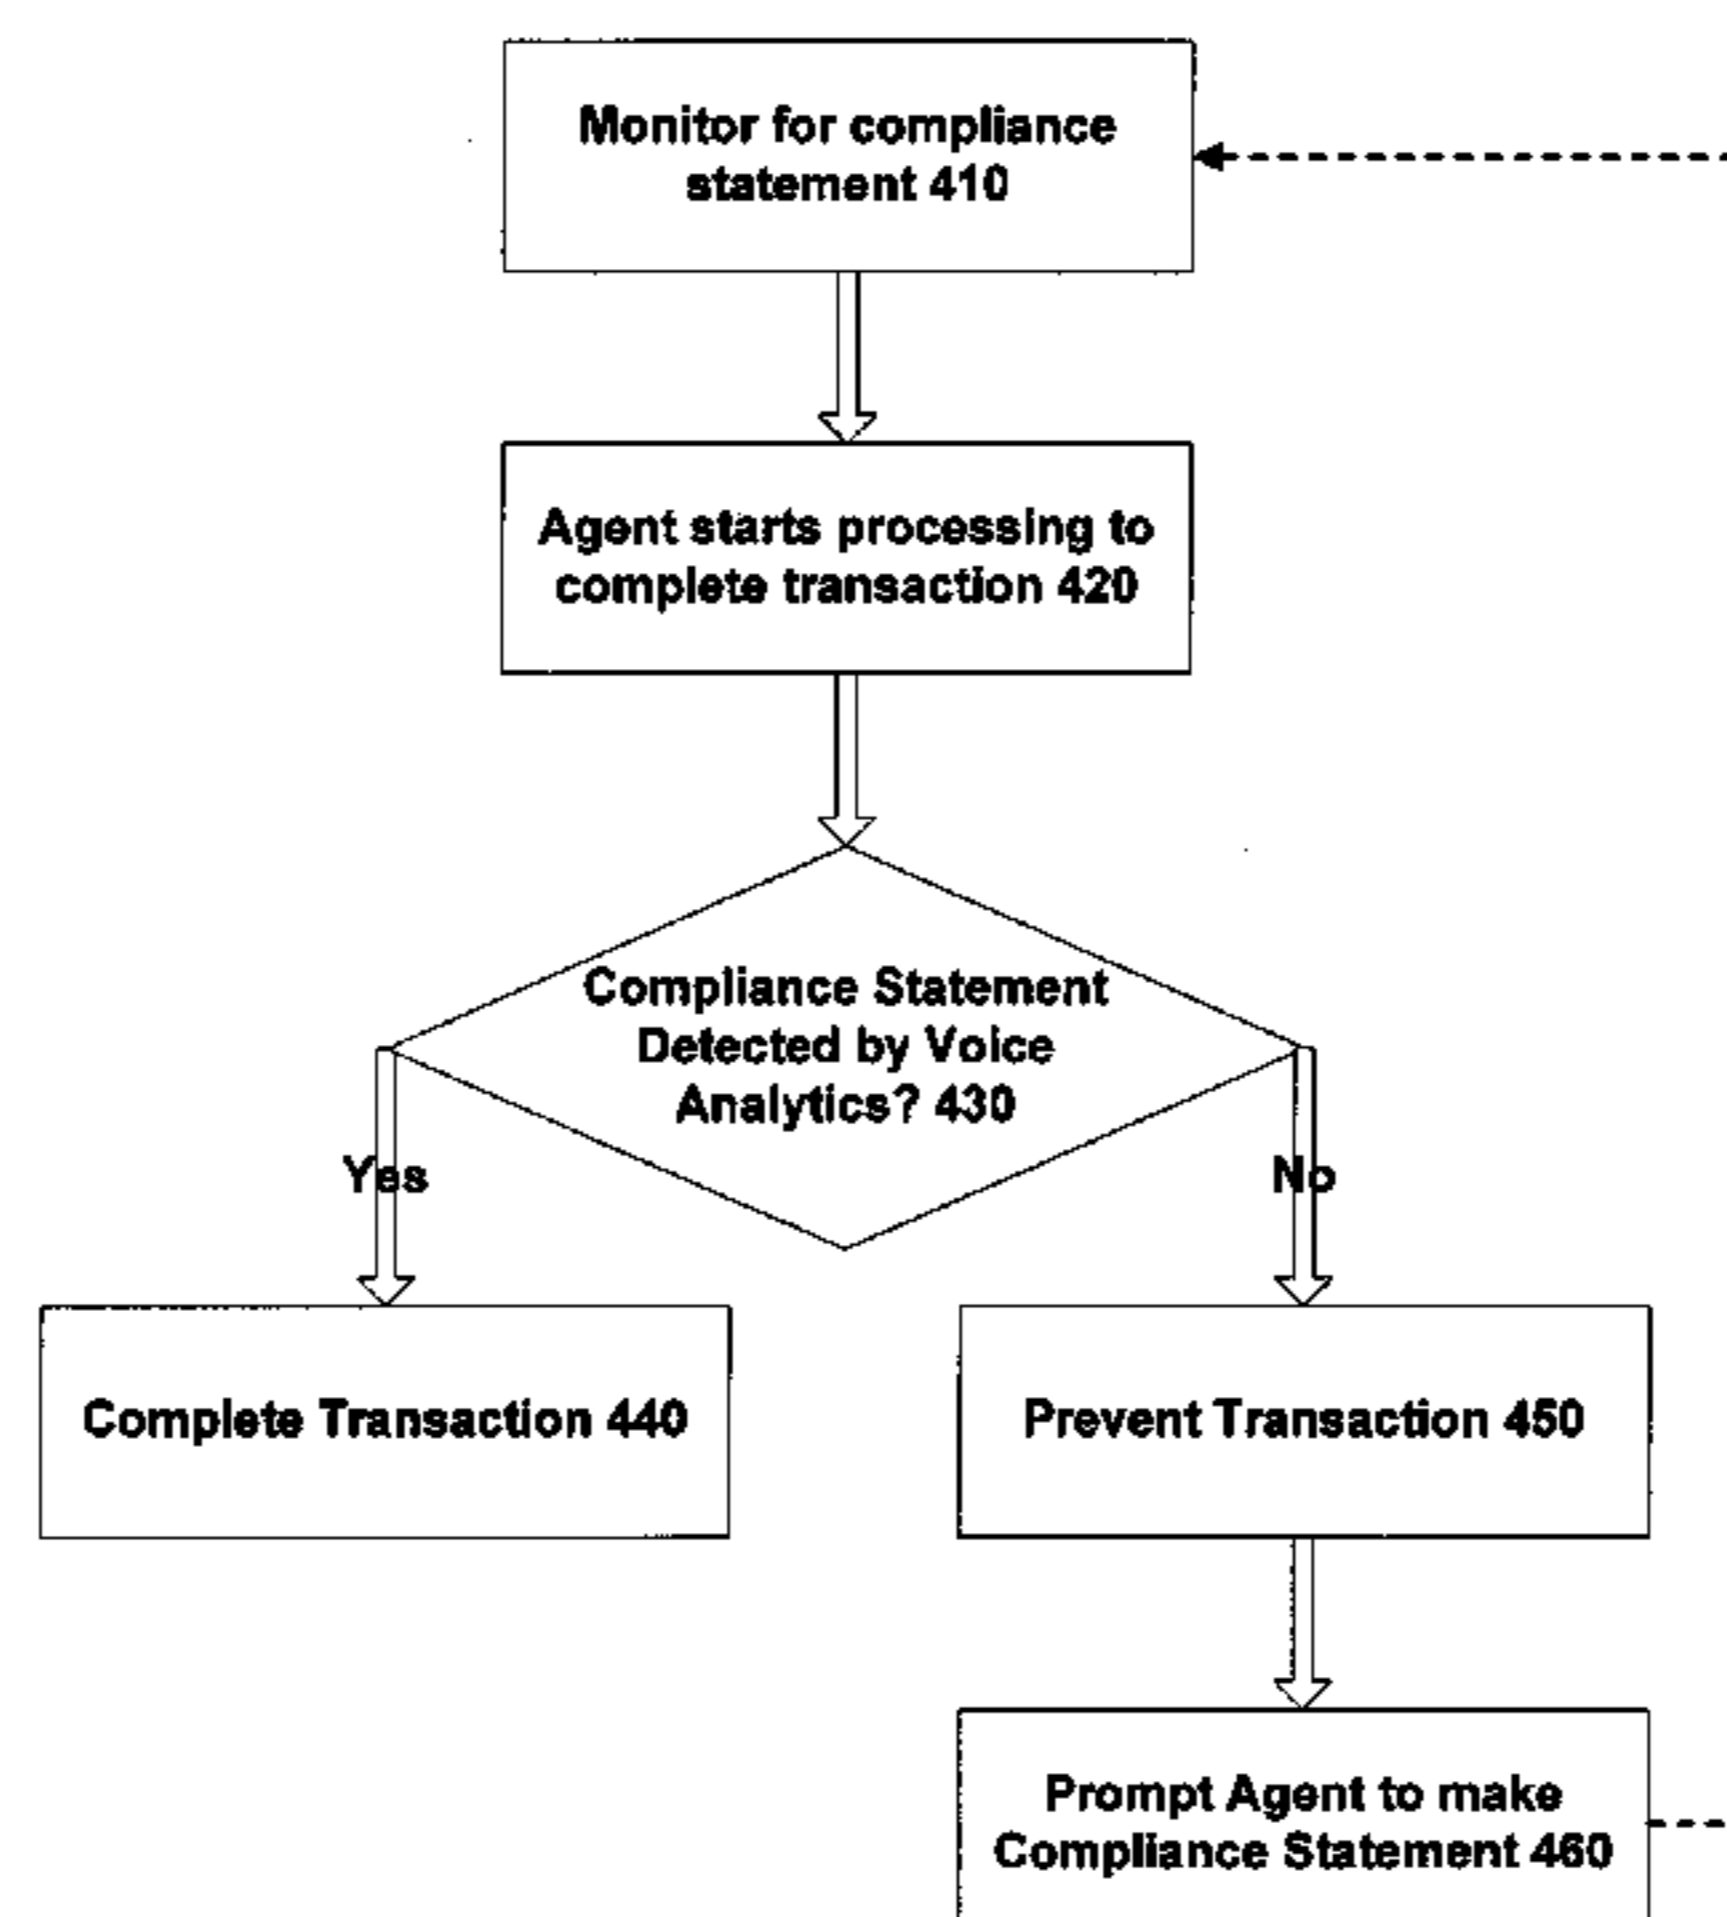 Monitor for compliance
statement 410
Agent starts processing to
complete transaction 420
Compliance Statement
Detected by Voice
Analytics? 430
Yes
No
Complete Transaction 440
Prevent Transaction 450
Prompt Agent to make
Compliance Statement 460